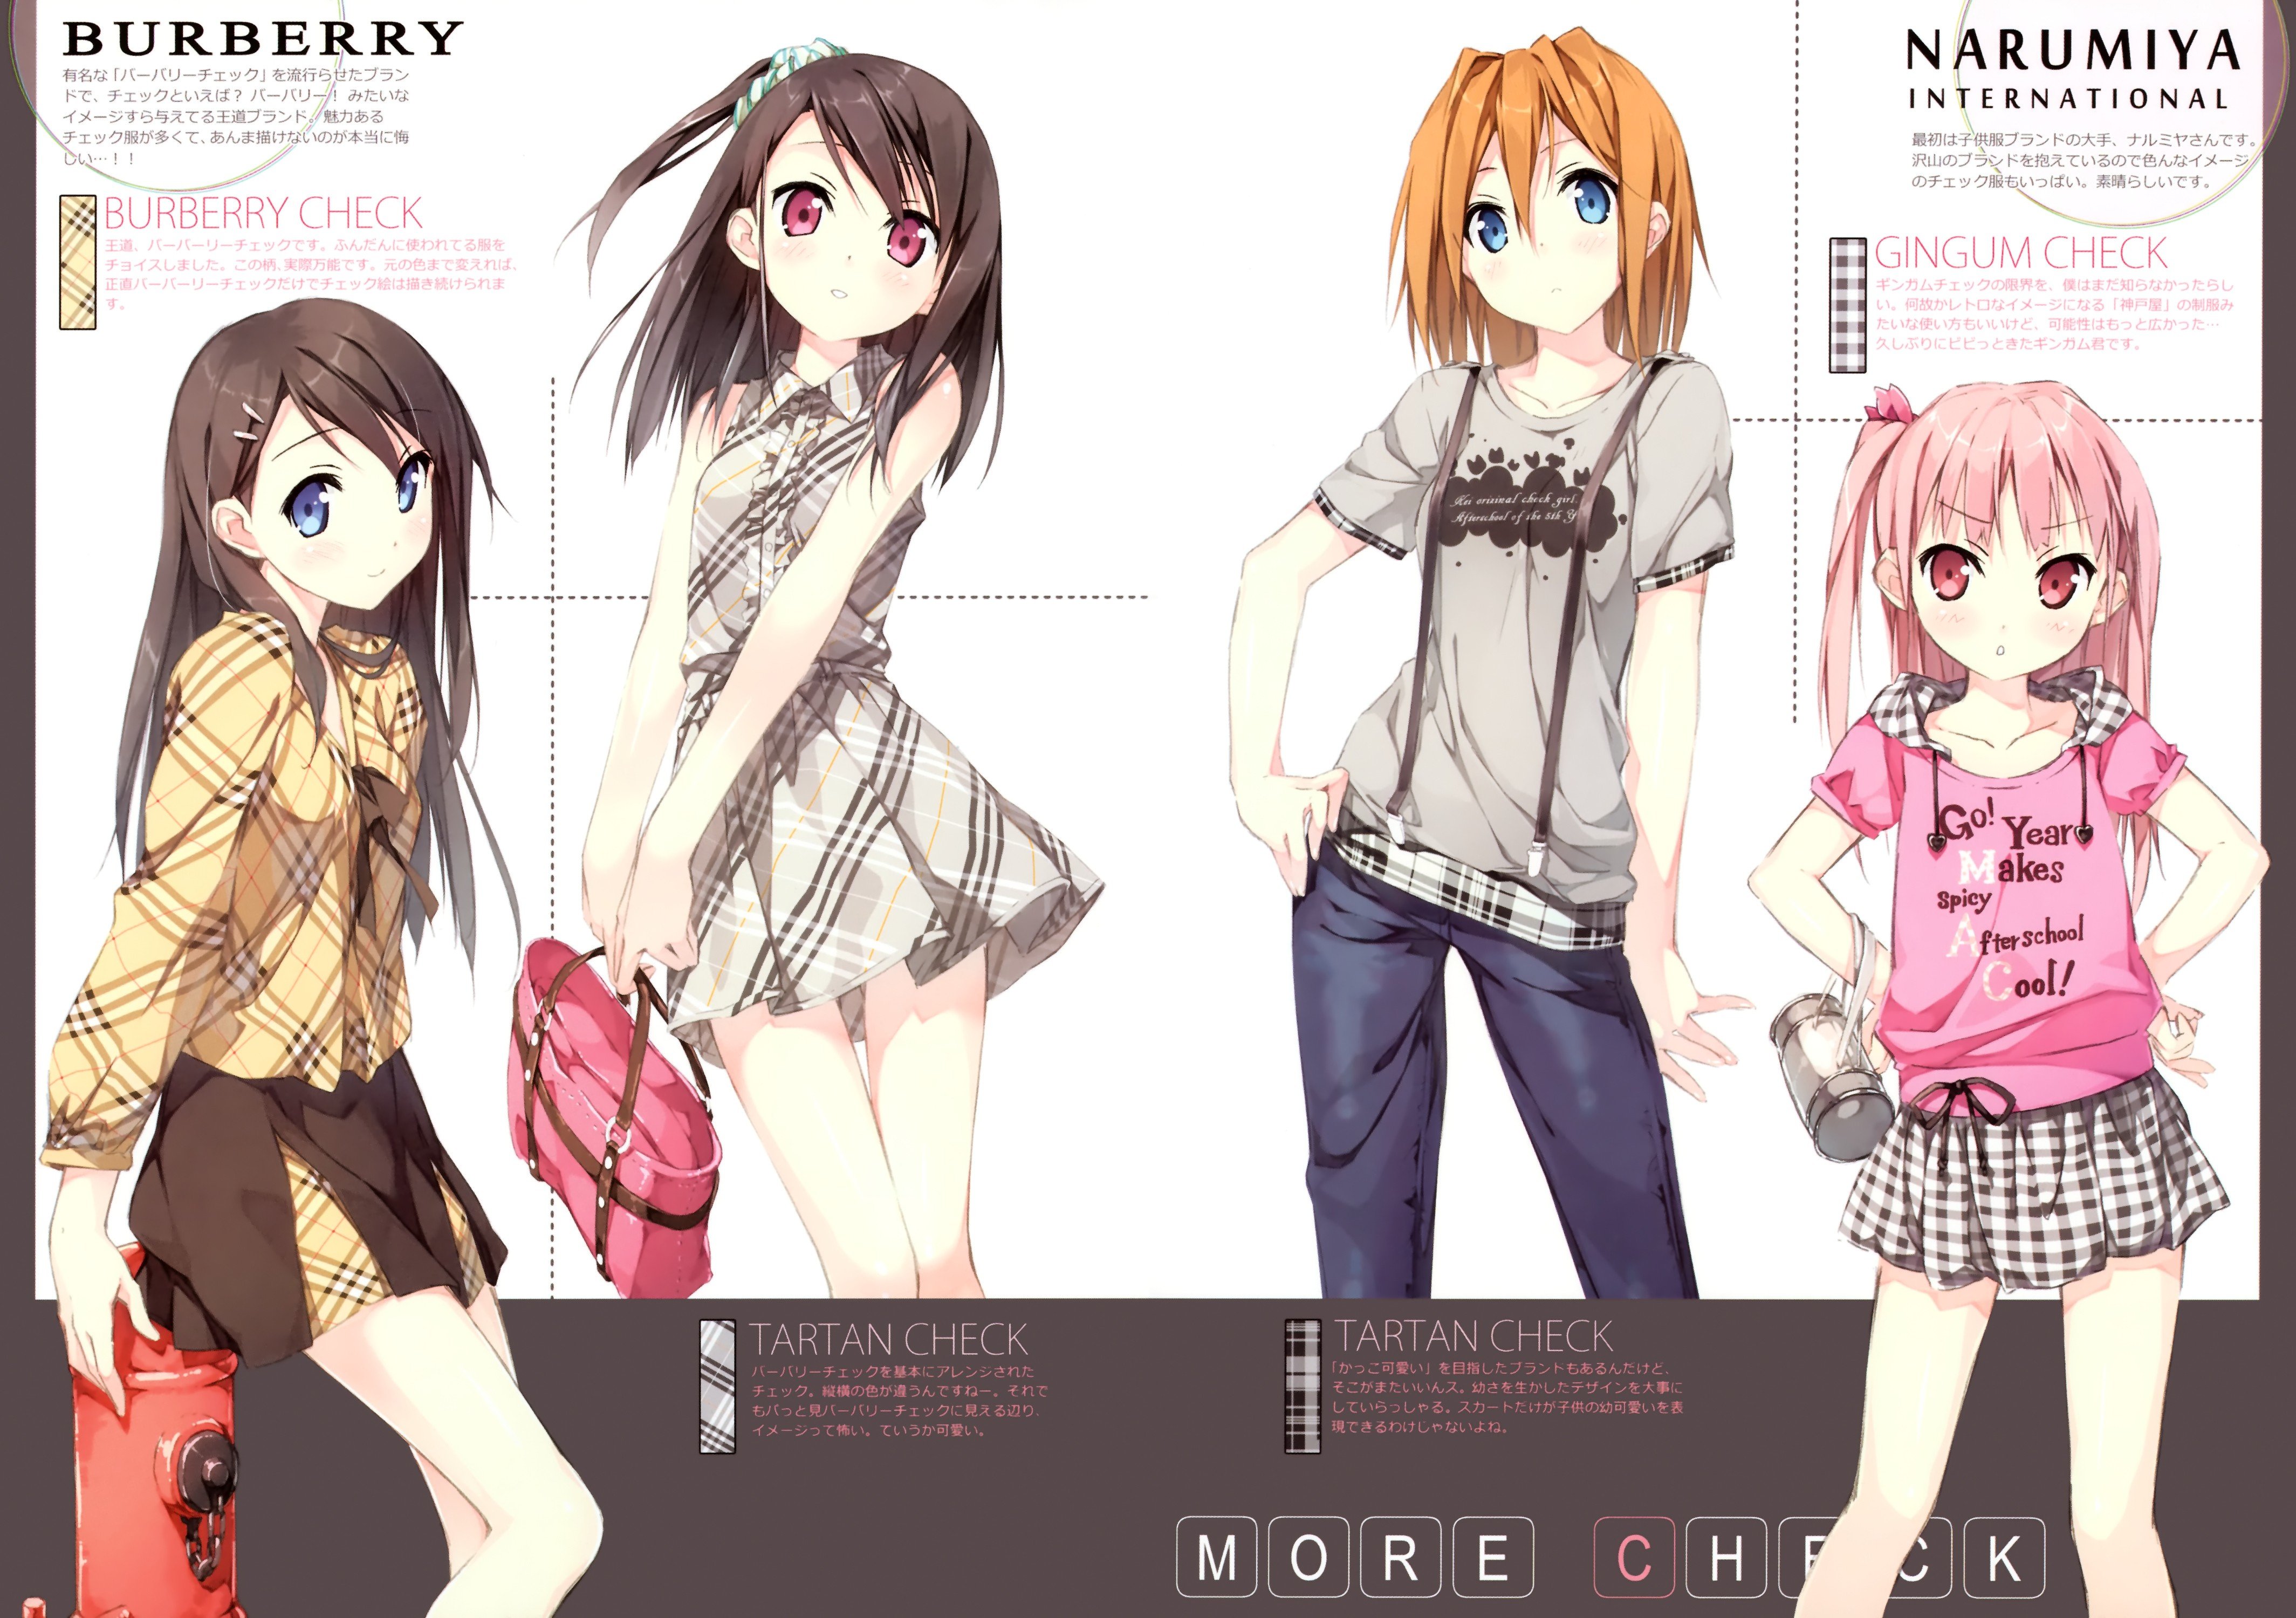 BURBERRY
有名な「バーバリーチェック」を流行らせたブラン
ドで、チェックといえば？ バーバリー！ みたいな
イメージすら与えてる王道ブランド。魅力ある
チェック服が多くて、あんま描けないのが本当に悔
しい…！！
BURBERRY CHECK
王道、バーバーリーチェックです。ふんだんに使われてる服を
チョイスしました。この柄、実際万能です。元の色まで変えれば、
正直バーバーリーチェックだけでチェック絵は描き続けられま
す。
NARUMIYA
INTERNATIONAL
最初は子供服ブランドの大手、ナルミヤさんです。
沢山のブランドを抱えているので色んなイメージ
のチェック服もいっぱい。素晴らしいです。
GINGUM CHECK
ギンガムチェックの限界を、僕はまだ知らなかったらし
い。何故かレトロなイメージになる「神戸屋」の制服み
たいな使い方もいいけど、可能性はもっと広かった…
久しぶりにビビっときたギンガム君です。
Kei original check girl.
Afterschool of the 5th Y
Go!
Year
Makes
Spicy
Afterschool
Cool!
TARTAN CHECK
バーバリーチェックを基本にアレンジされた
チェック。縦横の色が違うんですねー。それで
もパっと見バーバリーチェックに見える辺り、
イメージって怖い。ていうか可愛い。
TARTAN CHECK
「かっこ可愛い」を目指したブランドもあるんだけど、
そこがまたいいんス。幼さを生かしたデザインを大事に
していらっしゃる。スカートだけが子供の幼可愛いを表
現できるわけじゃないよね。
MORE CHECK